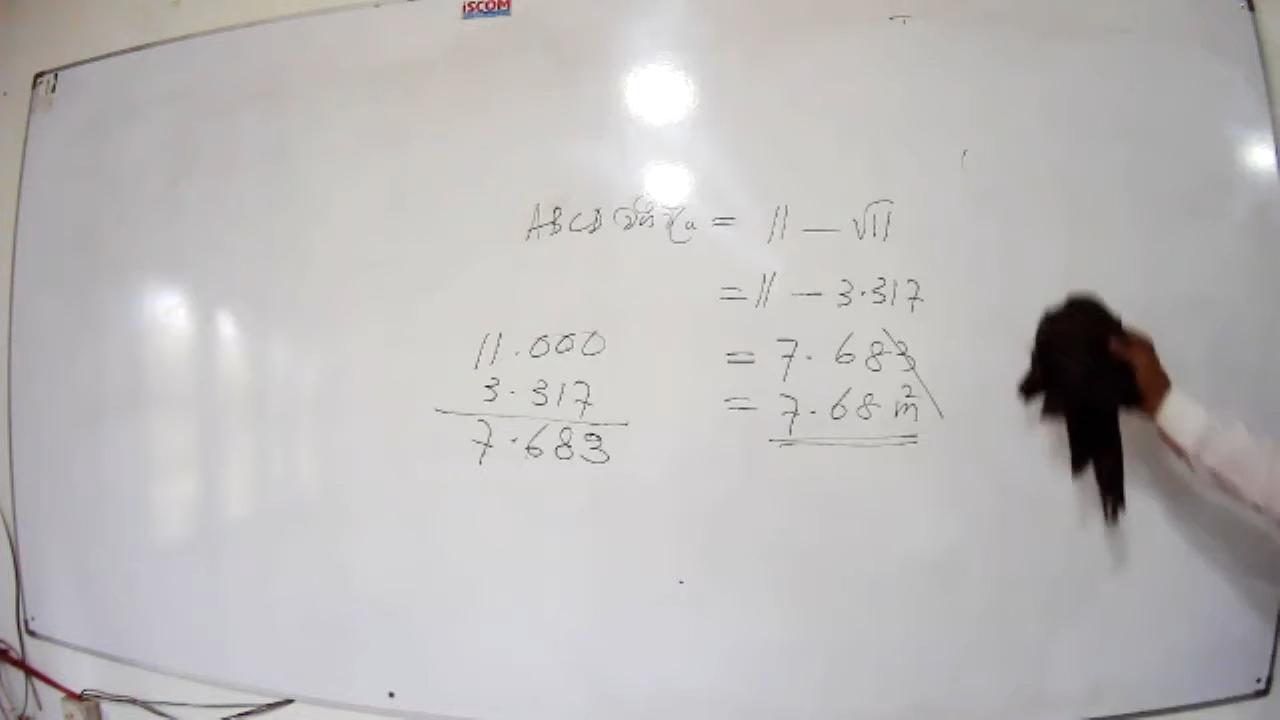 iSCOM
ABCD වර්ගඵලය = 11 — √11
= 11 — 3.317
= 7.683
= 7.68 m²
11.000
3.317
7.683